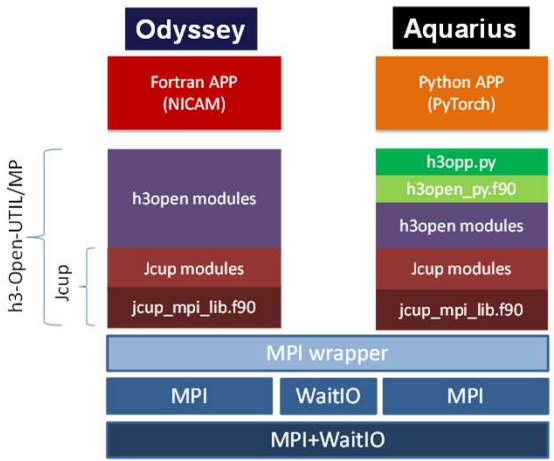 Odyssey
Aquarius
Fortran APP
(NICAM)
Python APP
(PyTorch)
h3-Open-UTIL/MP
Jcup
h3open modules
Jcup modules
jcup_mpi_lib.f90
h3opp.py
h3open_py.f90
h3open modules
Jcup modules
jcup_mpi_lib.f90
MPI wrapper
MPI
WaitIO
MPI
MPI+WaitIO